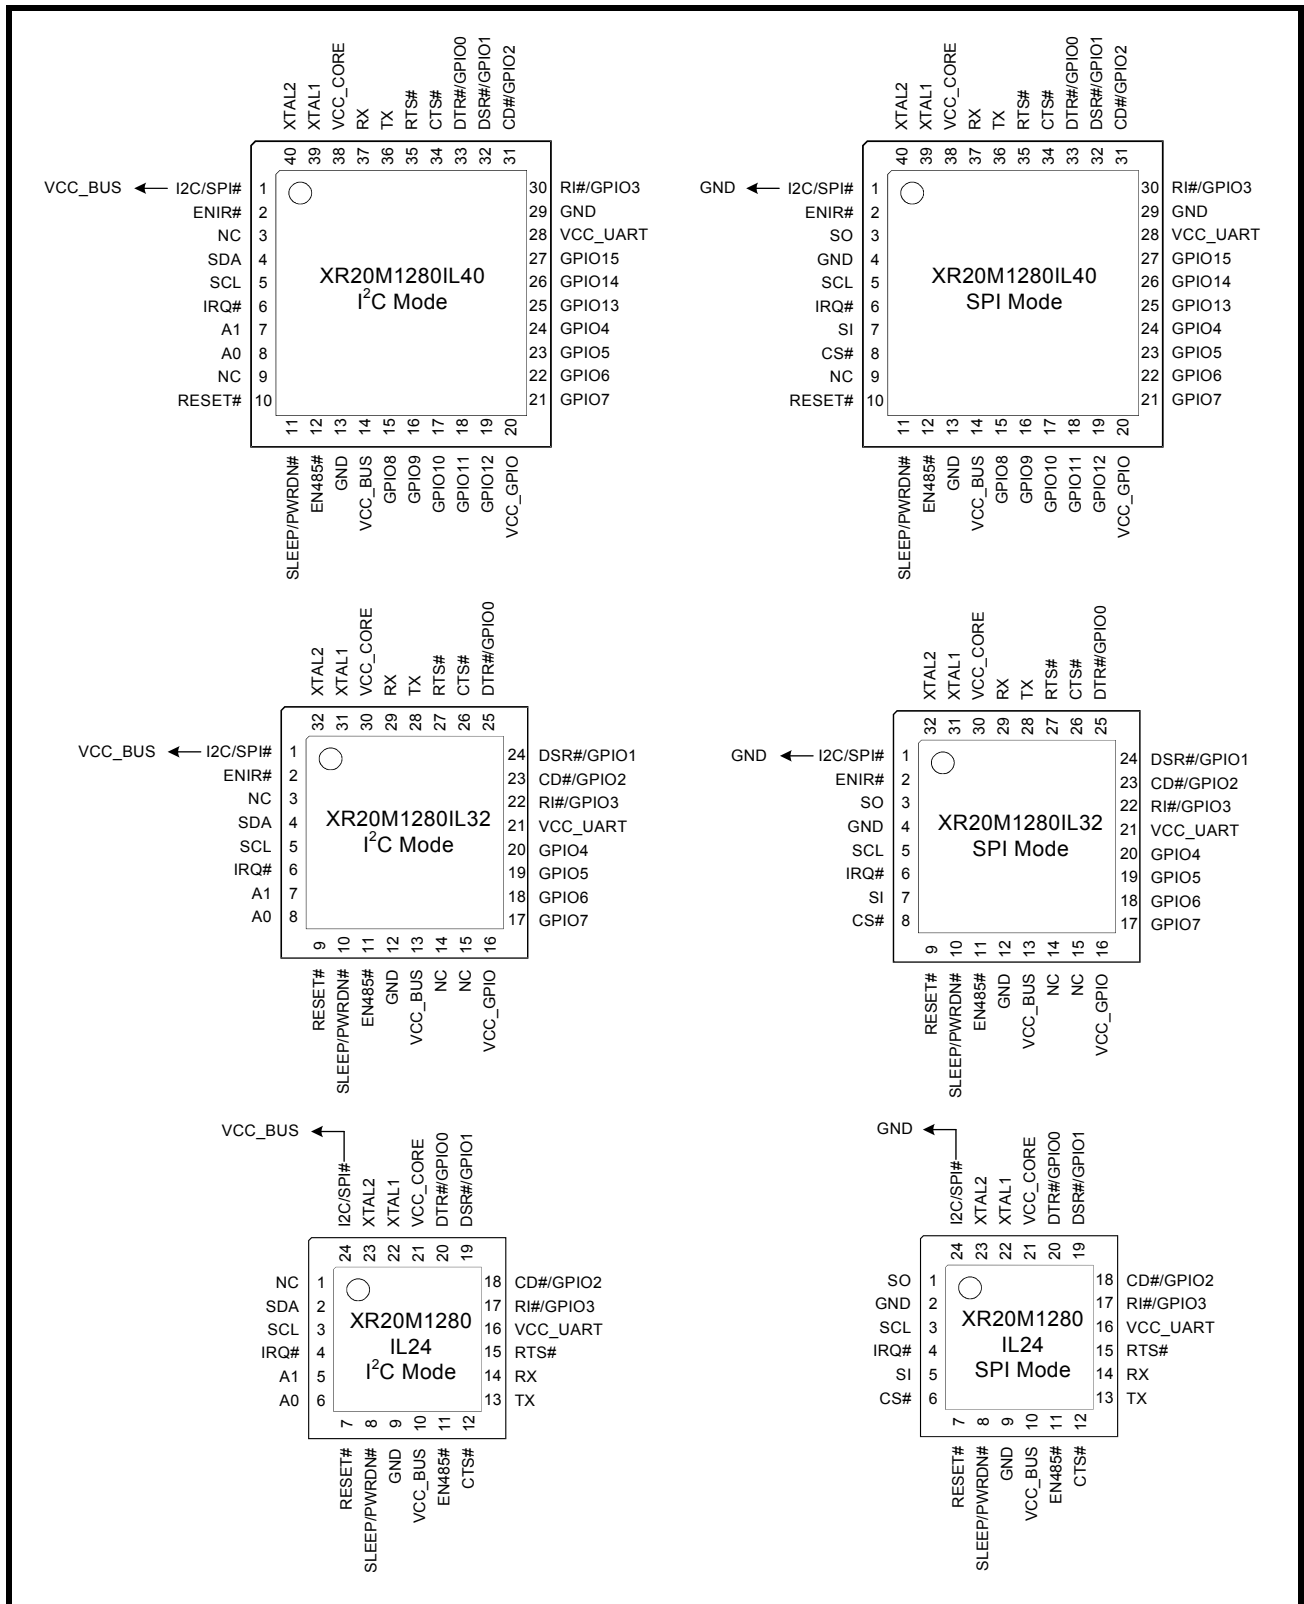 XTAL2
XTAL1
VCC_CORE
RX
TX
RTS#
CTS#
DTR#/GPIO0
DSR#/GPIO1
CD#/GPIO2
40 39 38 37 36 35 34 33 32 31
VCC_BUS I2C/SPI# 1
ENIR# 2
NC 3
SDA 4
SCL 5
IRQ# 6
A1 7
A0 8
NC 9
RESET# 10
XR20M1280IL40
I2C Mode
30 RI#/GPIO3
29 GND
28 VCC_UART
27 GPIO15
26 GPIO14
25 GPIO13
24 GPIO4
23 GPIO5
22 GPIO6
21 GPIO7
11 12 13 14 15 16 17 18 19 20
SLEEP/PWRDN#
EN485#
GND
VCC_BUS
GPIO8
GPIO9
GPIO10
GPIO11
GPIO12
VCC_GPIO
XTAL2
XTAL1
VCC_CORE
RX
TX
RTS#
CTS#
DTR#/GPIO0
DSR#/GPIO1
CD#/GPIO2
40 39 38 37 36 35 34 33 32 31
GND I2C/SPI# 1
ENIR# 2
SO 3
GND 4
SCL 5
IRQ# 6
SI 7
CS# 8
NC 9
RESET# 10
XR20M1280IL40
SPI Mode
30 RI#/GPIO3
29 GND
28 VCC_UART
27 GPIO15
26 GPIO14
25 GPIO13
24 GPIO4
23 GPIO5
22 GPIO6
21 GPIO7
11 12 13 14 15 16 17 18 19 20
SLEEP/PWRDN#
EN485#
GND
VCC_BUS
GPIO8
GPIO9
GPIO10
GPIO11
GPIO12
VCC_GPIO
XTAL2
XTAL1
VCC_CORE
RX
TX
RTS#
CTS#
DTR#/GPIO0
32 31 30 29 28 27 26 25
VCC_BUS I2C/SPI# 1
ENIR# 2
NC 3
SDA 4
SCL 5
IRQ# 6
A1 7
A0 8
XR20M1280IL32
I2C Mode
24 DSR#/GPIO1
23 CD#/GPIO2
22 RI#/GPIO3
21 VCC_UART
20 GPIO4
19 GPIO5
18 GPIO6
17 GPIO7
9 10 11 12 13 14 15 16
RESET#
SLEEP/PWRDN#
EN485#
GND
VCC_BUS
NC
NC
VCC_GPIO
XTAL2
XTAL1
VCC_CORE
RX
TX
RTS#
CTS#
DTR#/GPIO0
32 31 30 29 28 27 26 25
GND I2C/SPI# 1
ENIR# 2
SO 3
GND 4
SCL 5
IRQ# 6
SI 7
CS# 8
XR20M1280IL32
SPI Mode
24 DSR#/GPIO1
23 CD#/GPIO2
22 RI#/GPIO3
21 VCC_UART
20 GPIO4
19 GPIO5
18 GPIO6
17 GPIO7
9 10 11 12 13 14 15 16
RESET#
SLEEP/PWRDN#
EN485#
GND
VCC_BUS
NC
NC
VCC_GPIO
VCC_BUS
I2C/SPI#
XTAL2
XTAL1
VCC_CORE
DTR#/GPIO0
DSR#/GPIO1
24 23 22 21 20 19
NC 1
SDA 2
SCL 3
IRQ# 4
A1 5
A0 6
XR20M1280
IL24
I2C Mode
18 CD#/GPIO2
17 RI#/GPIO3
16 VCC_UART
15 RTS#
14 RX
13 TX
7 8 9 10 11 12
RESET#
SLEEP/PWRDN#
GND
VCC_BUS
EN485#
CTS#
GND
I2C/SPI#
XTAL2
XTAL1
VCC_CORE
DTR#/GPIO0
DSR#/GPIO1
24 23 22 21 20 19
SO 1
GND 2
SCL 3
IRQ# 4
SI 5
CS# 6
XR20M1280
IL24
SPI Mode
18 CD#/GPIO2
17 RI#/GPIO3
16 VCC_UART
15 RTS#
14 RX
13 TX
7 8 9 10 11 12
RESET#
SLEEP/PWRDN#
GND
VCC_BUS
EN485#
CTS#